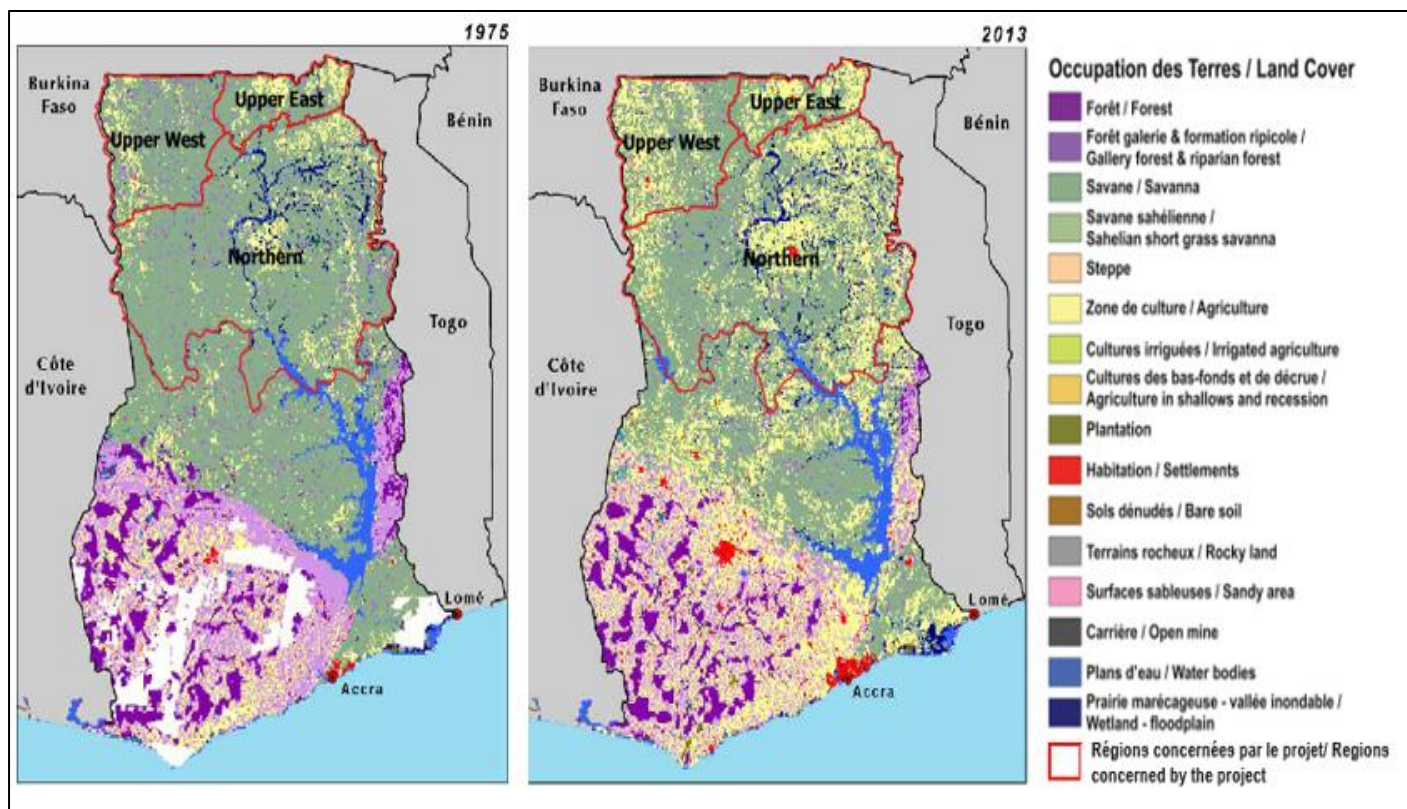 1975
Burkina
Faso
Upper East
Upper West
Bénin
Northern
Togo
Côte
d'Ivoire
Lomé
Accra
2013
Burkina
Faso
Upper East
Upper West
Bénin
Northern
Togo
Côte
d'Ivoire
Lomé
Accra
Occupation des Terres / Land Cover
Forêt / Forest
Forêt galerie & formation ripicole /
Gallery forest & riparian forest
Savane / Savanna
Savane sahélienne /
Sahelian short grass savanna
Steppe
Zone de culture / Agriculture
Cultures irriguées / Irrigated agriculture
Cultures des bas-fonds et de décrue /
Agriculture in shallows and recession
Plantation
Habitation / Settlements
Sols dénudés / Bare soil
Terrains rocheux / Rocky land
Surfaces sableuses / Sandy area
Carrière / Open mine
Plans d'eau / Water bodies
Prairie marécageuse - vallée inondable /
Wetland - floodplain
Régions concernées par le projet/ Regions
concerned by the project